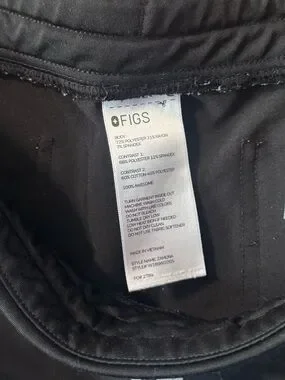 FIGS
BODY:
72% POLYESTER 21% RAYON
7% SPANDEX
CONTRAST 1:
88% POLYESTER 12% SPANDEX
CONTRAST 2:
60% COTTON 40% POLYESTER
100% AWESOME
TURN GARMENT INSIDE OUT
MACHINE WASH COLD
WASH WITH LIKE COLORS
DO NOT BLEACH
TUMBLE DRY LOW
LOW IRON IF NEEDED
DO NOT DRY CLEAN
DO NOT USE FABRIC SOFTENER
MADE IN VIETNAM
STYLE NAME: ZAMORA
STYLE#